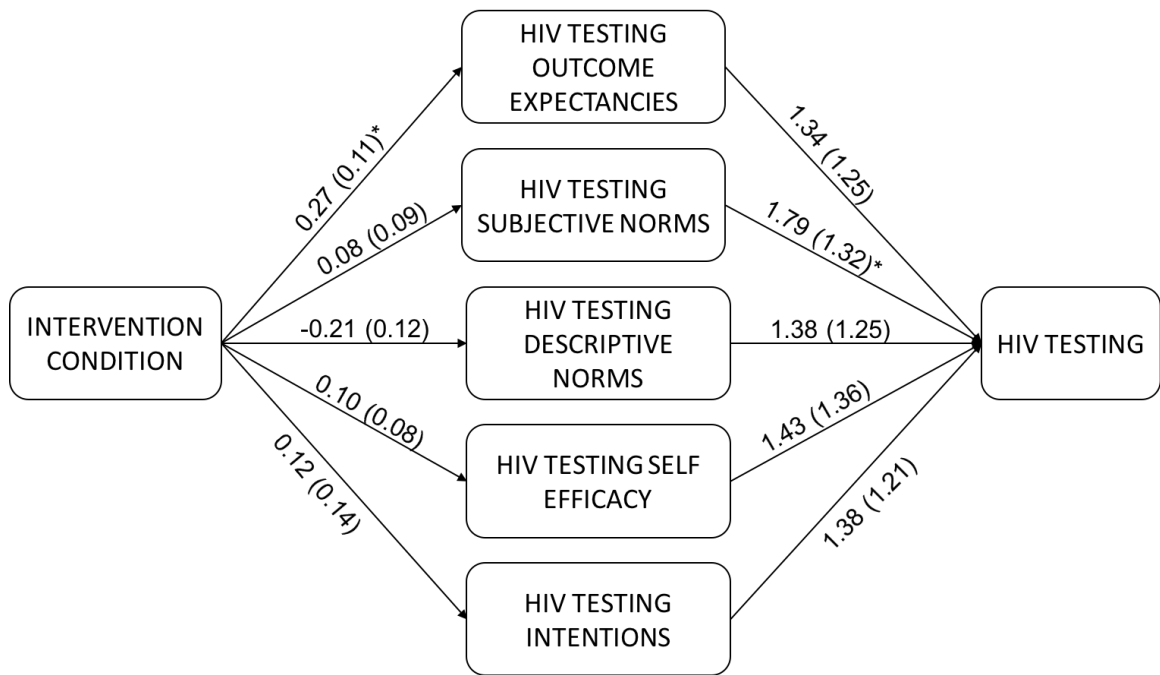 HIV TESTING
OUTCOME
EXPECTANCIES
0.27 (0.11)*
1.34 (1.25)
HIV TESTING
SUBJECTIVE NORMS
0.08 (0.09)
1.79 (1.32)*
INTERVENTION
CONDITION
-0.21 (0.12)
HIV TESTING
DESCRIPTIVE
NORMS
1.38 (1.25)
HIV TESTING
0.10 (0.08)
HIV TESTING SELF
EFFICACY
1.43 (1.36)
0.12 (0.14)
HIV TESTING
INTENTIONS
1.38 (1.21)